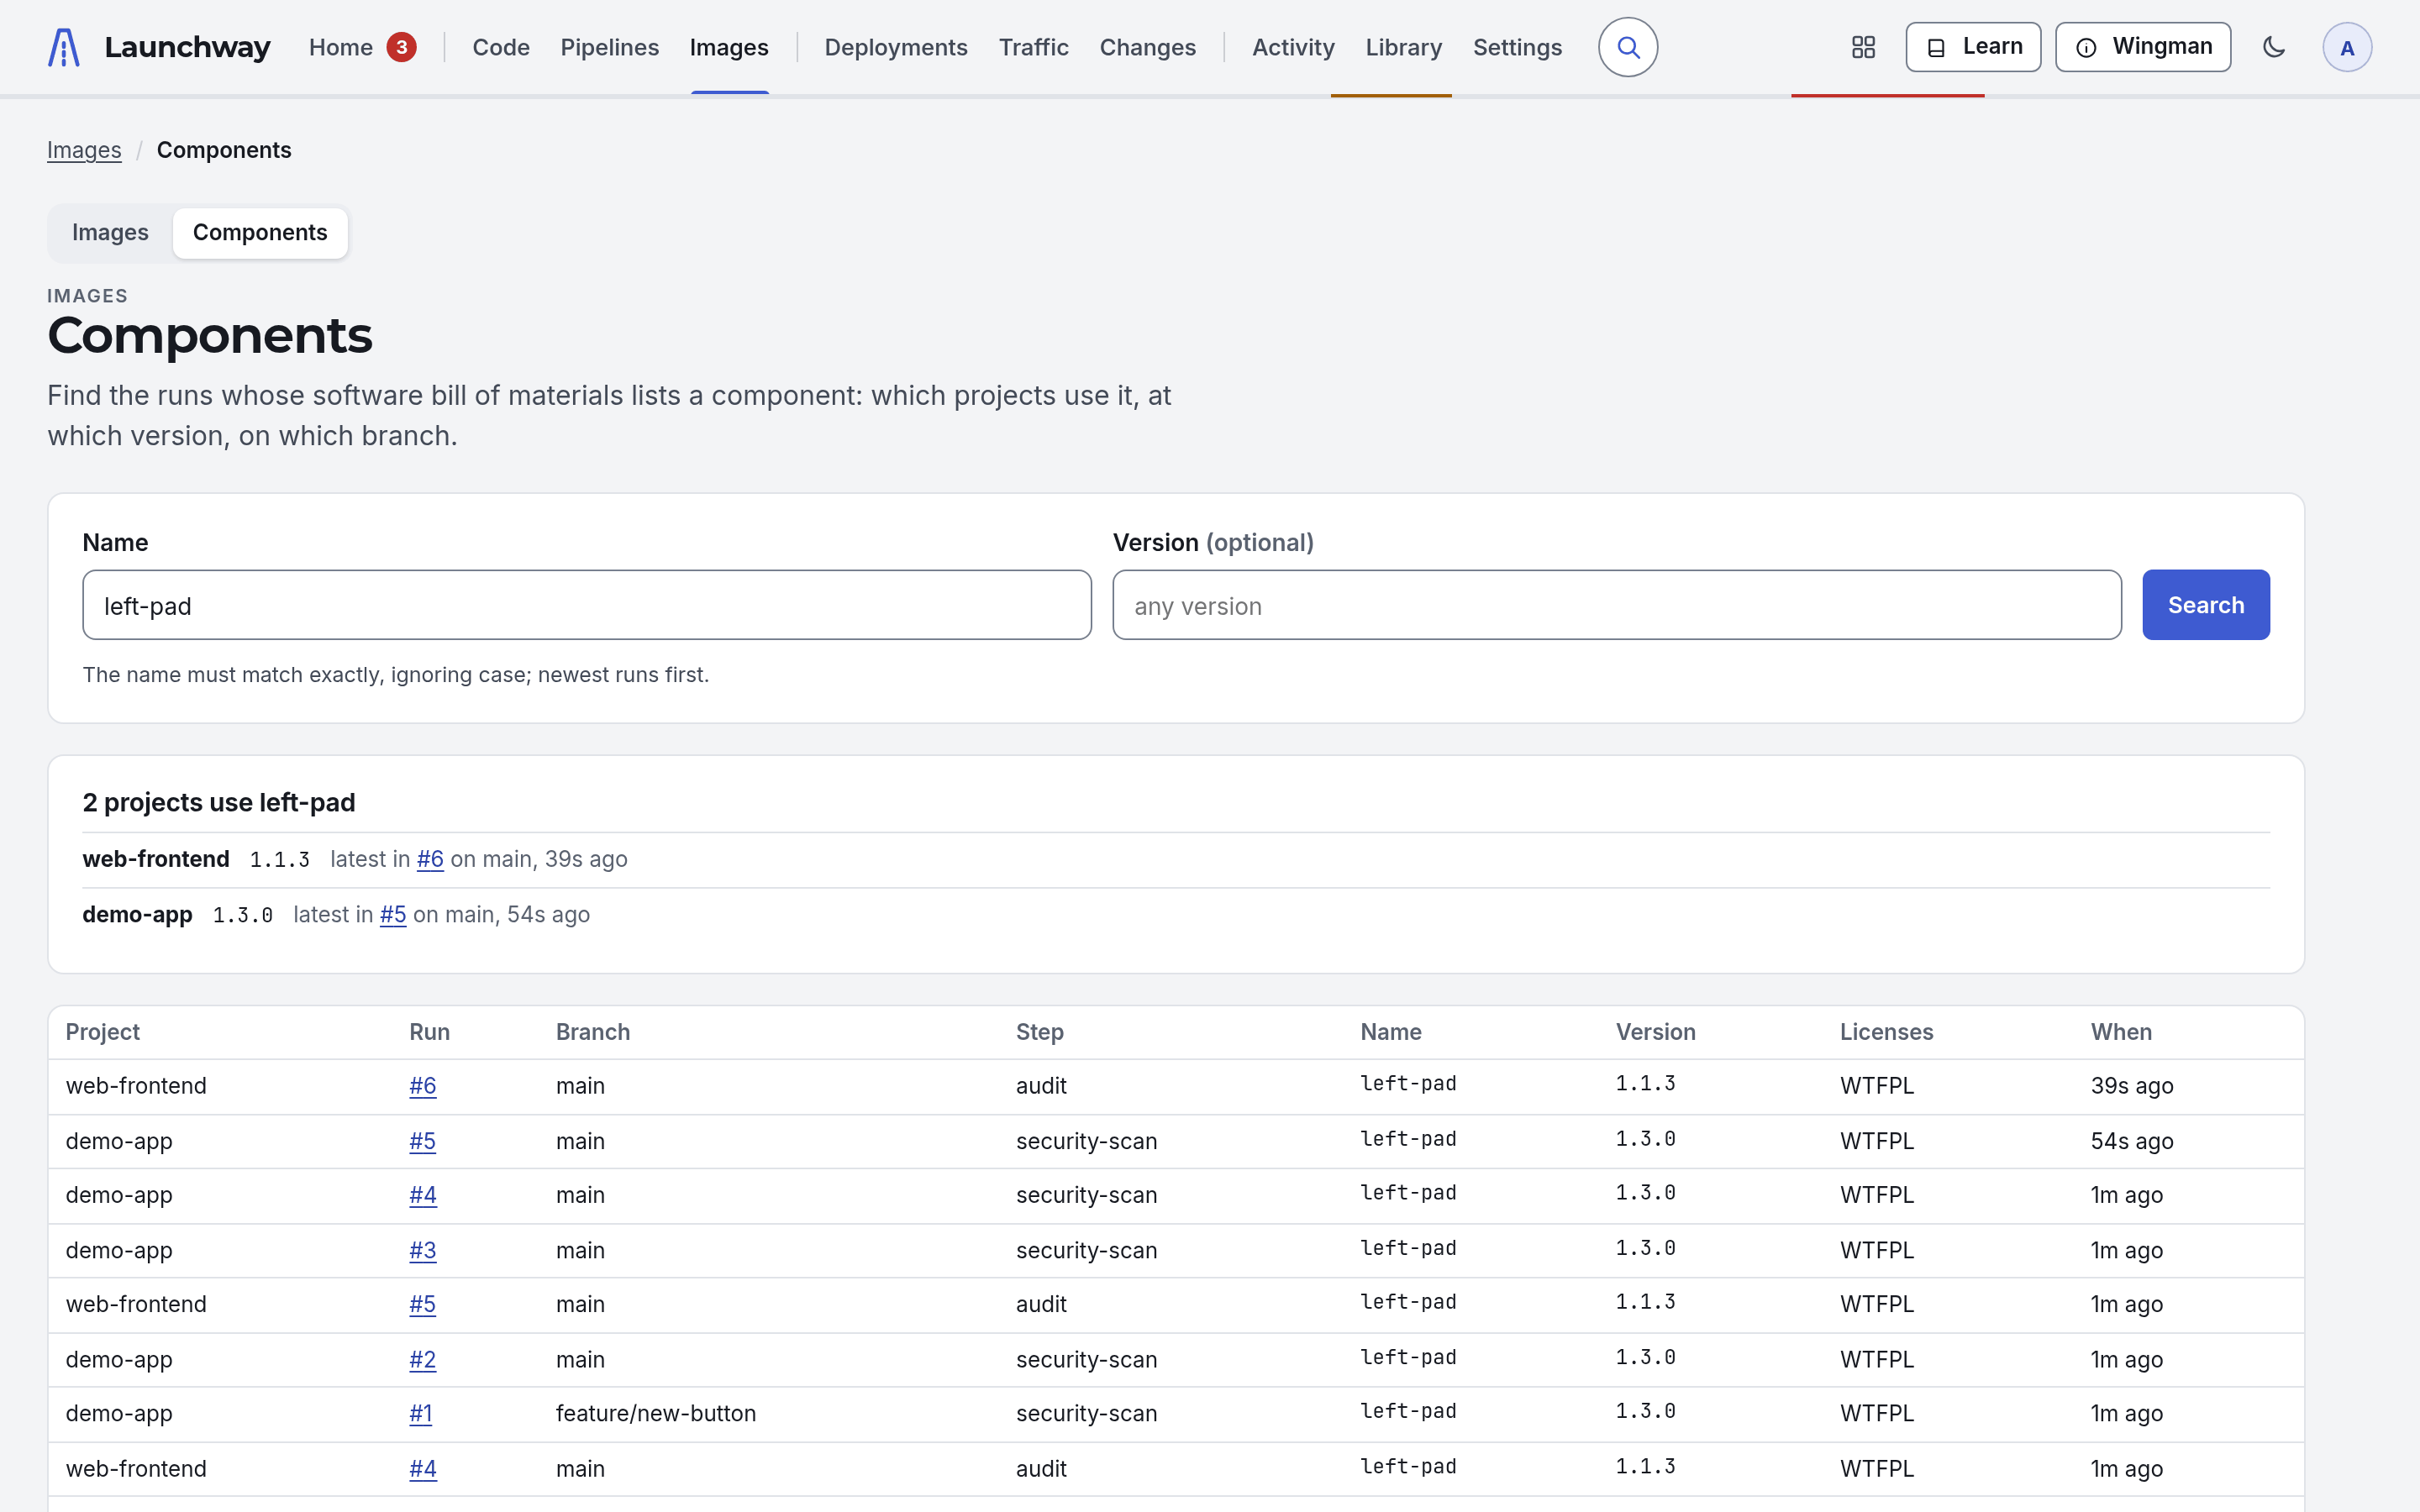 Launchway Home 3 Code Pipelines Images Deployments Traffic Changes Activity Library Settings Learn Wingman A
Images / Components
Images Components
IMAGES
Components
Find the runs whose software bill of materials lists a component: which projects use it, at
which version, on which branch.
Name Version (optional)
left-pad any version Search
The name must match exactly, ignoring case; newest runs first.
2 projects use left-pad
web-frontend 1.1.3 latest in #6 on main, 39s ago
demo-app 1.3.0 latest in #5 on main, 54s ago
Project Run Branch Step Name Version Licenses When
web-frontend #6 main audit left-pad 1.1.3 WTFPL 39s ago
demo-app #5 main security-scan left-pad 1.3.0 WTFPL 54s ago
demo-app #4 main security-scan left-pad 1.3.0 WTFPL 1m ago
demo-app #3 main security-scan left-pad 1.3.0 WTFPL 1m ago
web-frontend #5 main audit left-pad 1.1.3 WTFPL 1m ago
demo-app #2 main security-scan left-pad 1.3.0 WTFPL 1m ago
demo-app #1 feature/new-button security-scan left-pad 1.3.0 WTFPL 1m ago
web-frontend #4 main audit left-pad 1.1.3 WTFPL 1m ago